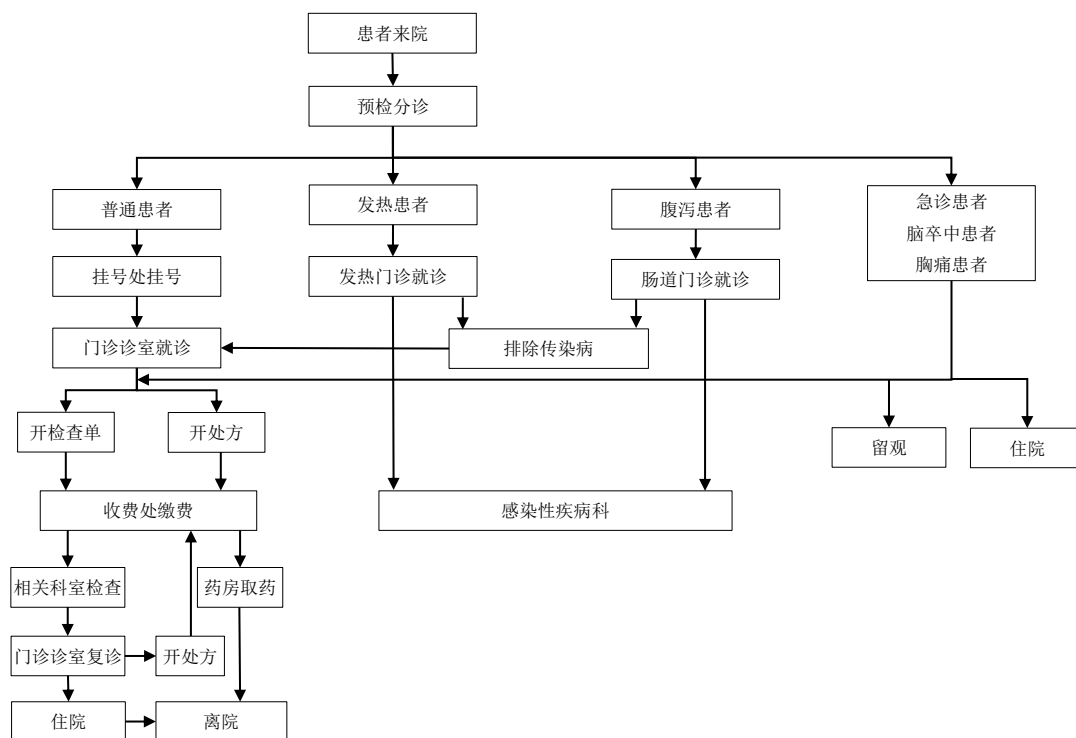 患者来院
预检分诊
普通患者
发热患者
腹泻患者
急诊患者
脑卒中患者
胸痛患者
挂号处挂号
发热门诊就诊
肠道门诊就诊
门诊诊室就诊
排除传染病
开检查单
开处方
留观
住院
收费处缴费
感染性疾病科
相关科室检查
药房取药
门诊诊室复诊
开处方
住院
离院